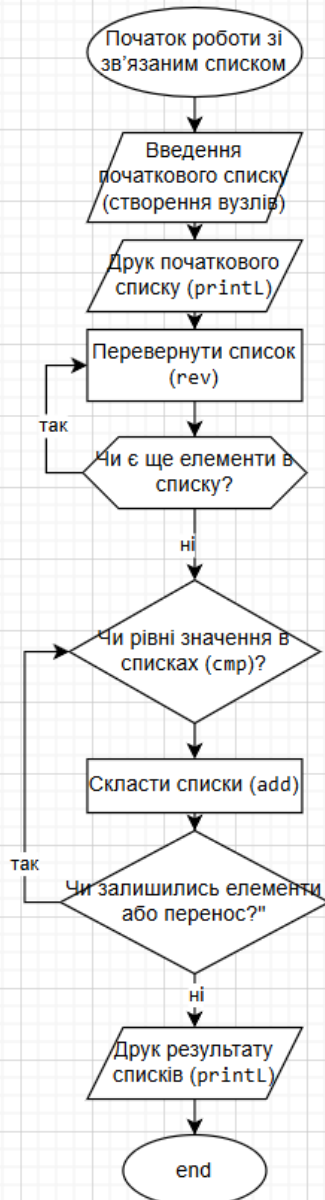 Початок роботи зі
зв’язаним списком
Введення
початкового списку
(створення вузлів)
Друк початкового
списку (printL)
Перевернути список
(rev)
так
Чи є ще елементи в
списку?
ні
Чи рівні значення в
списках (cmp)?
Скласти списки (add)
так
Чи залишились елементи
або перенос?"
ні
Друк результату
списків (printL)
end